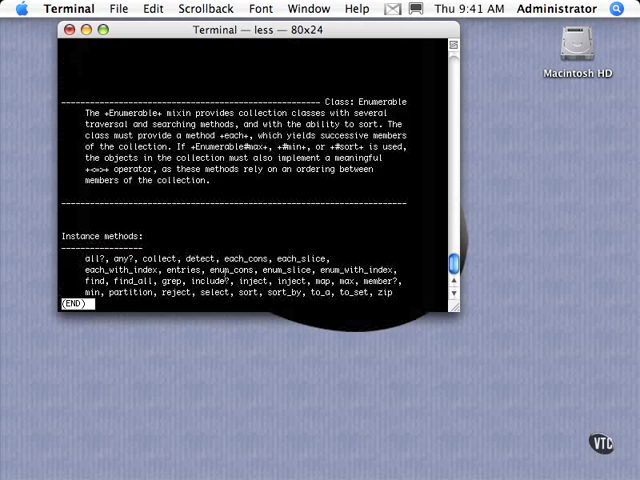 Terminal File Edit Scrollback Font Window Help Thu 9:41 AM Administrator
Terminal — less — 80x24
Macintosh HD
---------------------------------------------------- Class: Enumerable
The +Enumerable+ mixin provides collection classes with several
traversal and searching methods, and with the ability to sort. The
class must provide a method +each+, which yields successive members
of the collection. If +Enumerable#max+, +#min+, or +#sort+ is used,
the objects in the collection must also implement a meaningful
+<=>+ operator, as these methods rely on an ordering between
members of the collection.
----------------------------------------------------------------------
Instance methods:
-----------------
all?, any?, collect, detect, each_cons, each_slice,
each_with_index, entries, enum_cons, enum_slice, enum_with_index,
find, find_all, grep, include?, inject, inject, map, max, member?,
min, partition, reject, select, sort, sort_by, to_a, to_set, zip
(END)
VTC